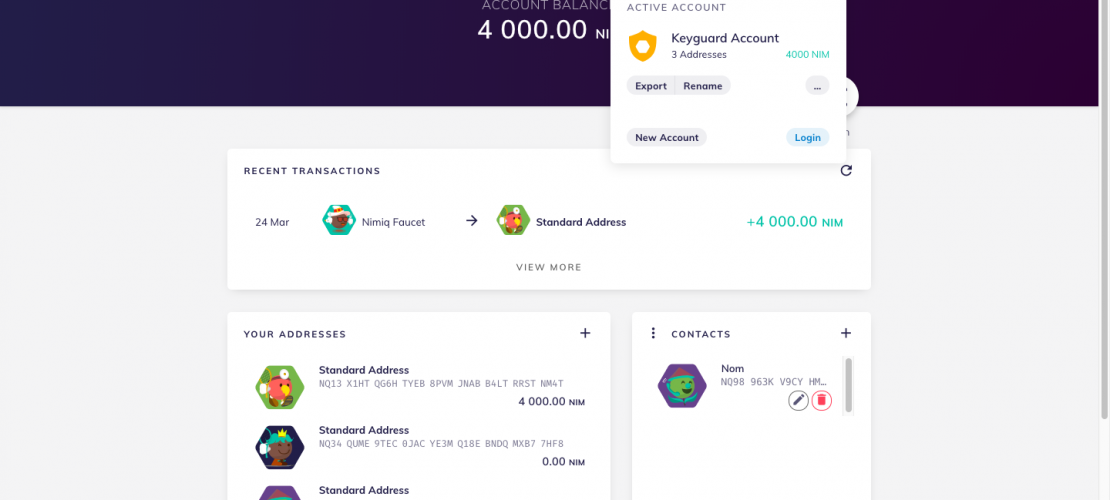 ACCOUNT BALANC
4 000.00 NI
ACTIVE ACCOUNT
Keyguard Account
3 Addresses 4000 NIM
Export Rename ...
New Account Login
RECENT TRANSACTIONS
24 Mar Nimiq Faucet → Standard Address +4 000.00 NIM
VIEW MORE
YOUR ADDRESSES
Standard Address
NQ13 X1HT QG6H TYEB 8PVM JNAB B4LT RRST NM4T
4 000.00 NIM
Standard Address
NQ34 QUME 9TEC 0JAC YE3M Q18E BNDQ MXB7 7HF8
0.00 NIM
Standard Address
CONTACTS
Nom
NQ98 963K V9CY HM…